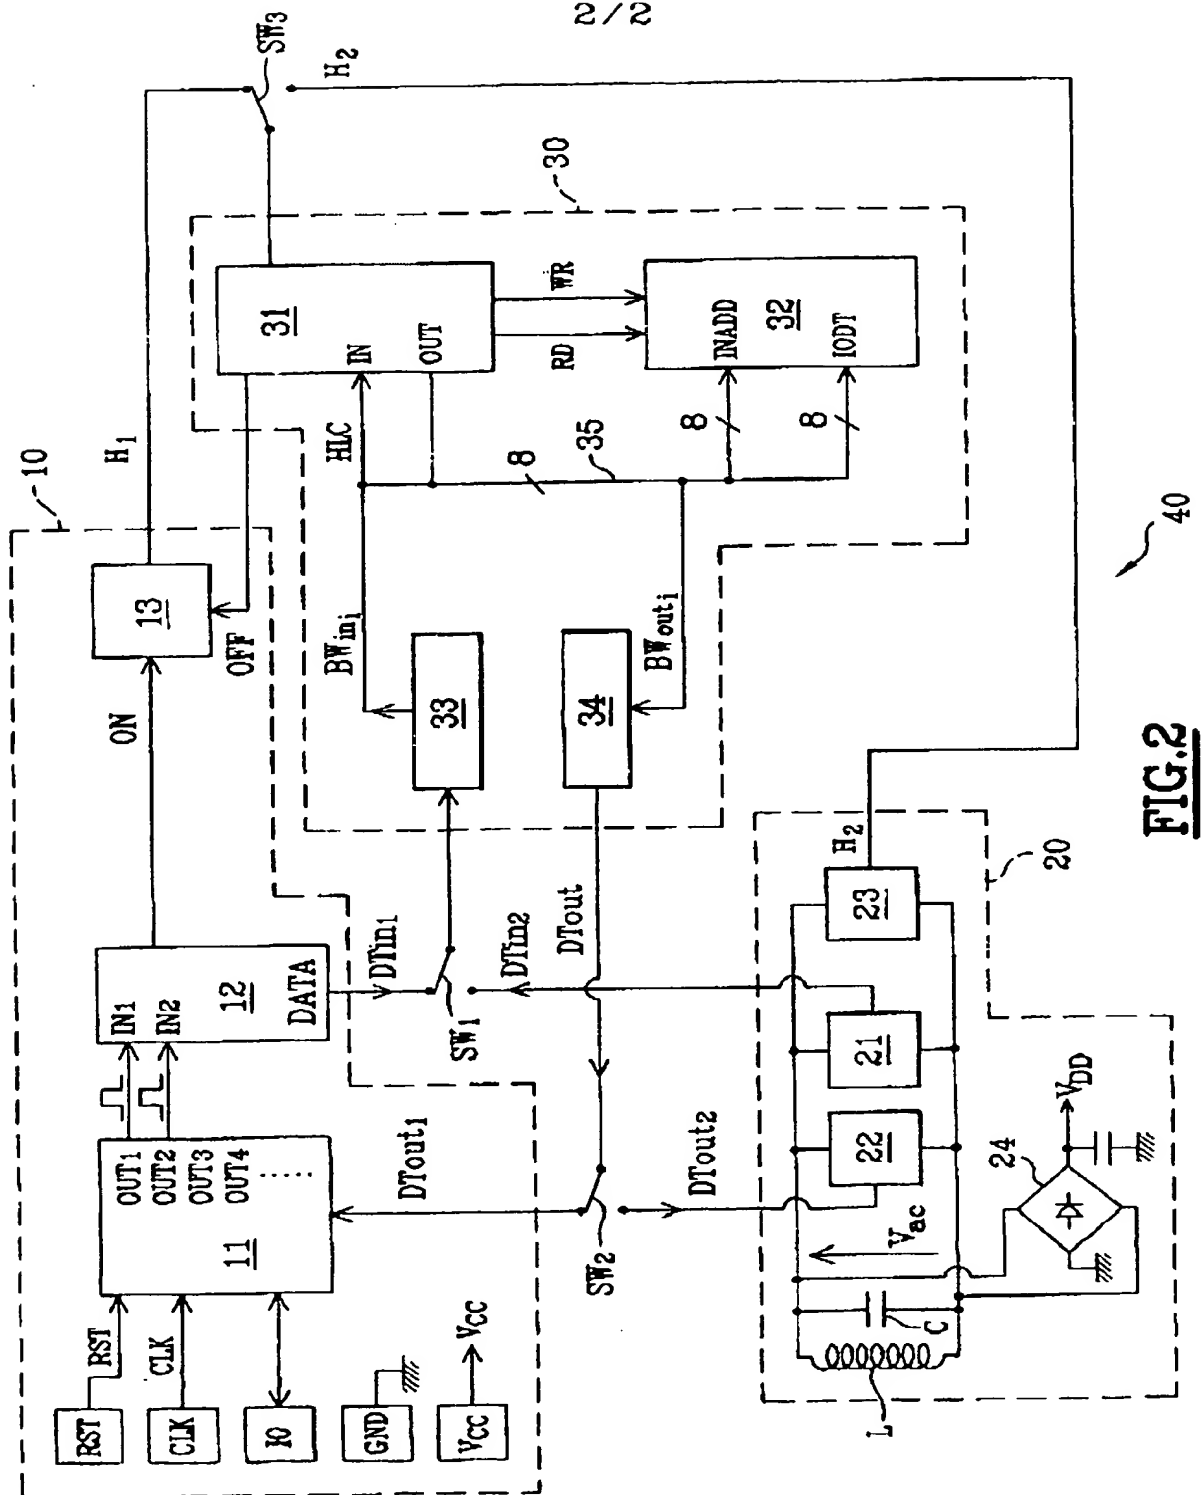 2/2
10
RST
RST
CLK
CLK
IO
GND
VCC
VCC
11
OUT1
OUT2
OUT3
OUT4
......
IN1
IN2
12
DATA
ON
13
OFF
H1
SW3
H2
30
31
IN
OUT
WR
RD
INADD
32
IODT
HLC
8
35
8
8
BWini
33
34
BWouti
DTin1
SW1
DTin2
DTout
DTout1
SW2
DTout2
H2
23
21
22
20
24
VDD
Vac
C
L
40
FIG.2